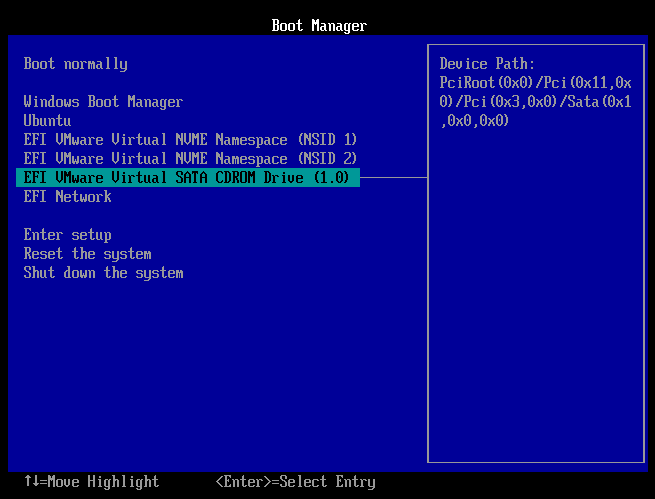 Boot Manager
Boot normally
Windows Boot Manager
Ubuntu
EFI VMware Virtual NVME Namespace (NSID 1)
EFI VMware Virtual NVME Namespace (NSID 2)
EFI VMware Virtual SATA CDROM Drive (1.0)
EFI Network
Enter setup
Reset the system
Shut down the system
Device Path:
PciRoot(0x0)/Pci(0x11,0x
0)/Pci(0x3,0x0)/Sata(0x1
,0x0,0x0)
↑↓=Move Highlight <Enter>=Select Entry